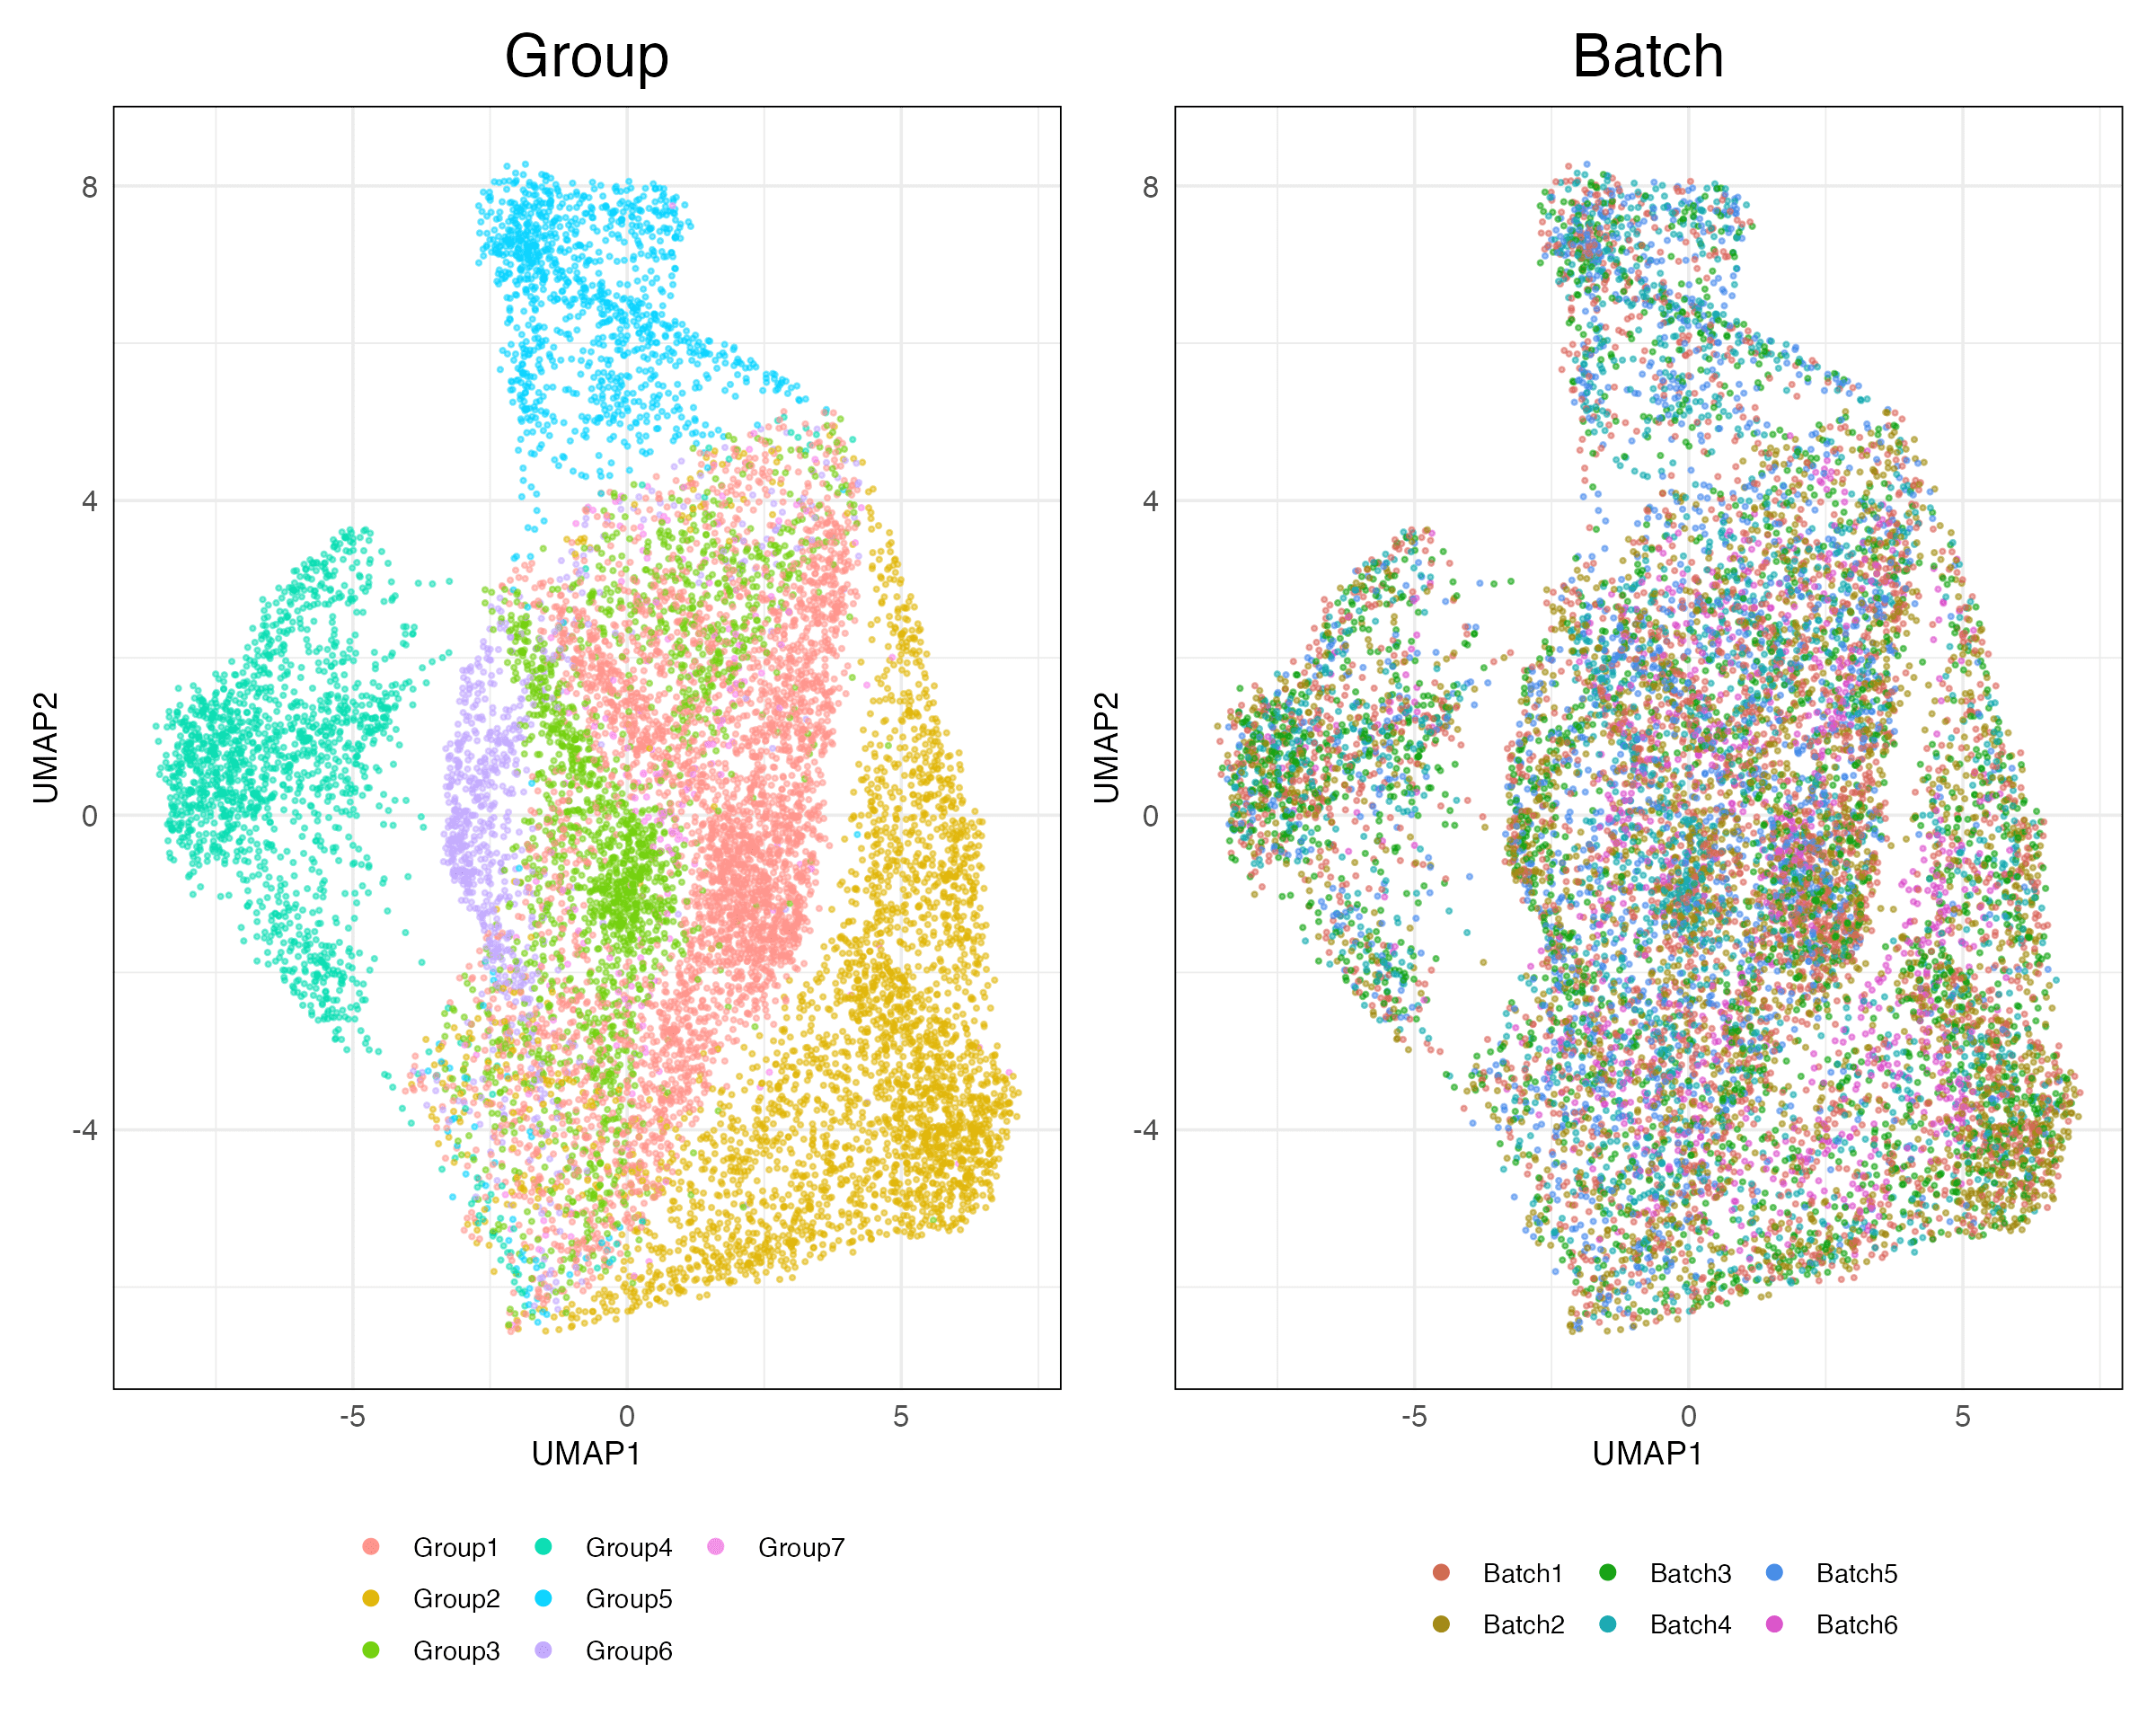 Group
Batch
UMAP2
8
4
0
-4
-5
0
5
UMAP1
UMAP2
8
4
0
-4
-5
0
5
UMAP1
Group1 Group4 Group7
Group2 Group5
Group3 Group6
Batch1 Batch3 Batch5
Batch2 Batch4 Batch6